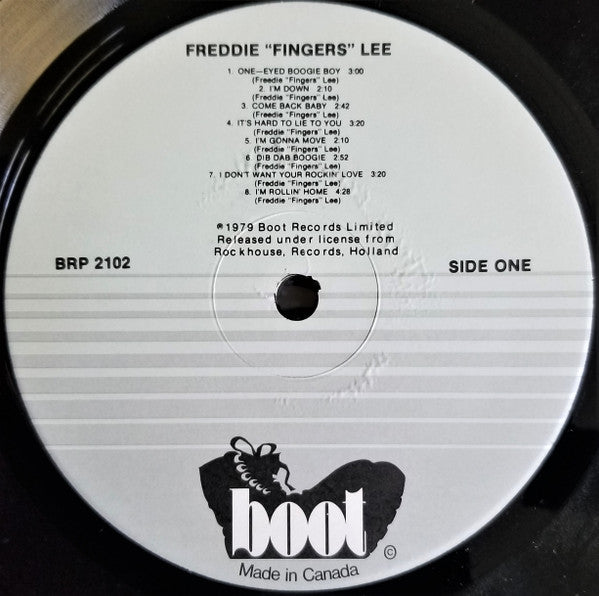 FREDDIE "FINGERS" LEE
1. ONE—EYED BOOGIE BOY 3:00
(Freedie "Fingers" Lee)
2. I'M DOWN 2:10
3. COME BACK BABY 2:42
(Freddie "Fingers" Lee)
4. IT'S HARD TO LIE TO YOU 3:20
(Freddie "Fingers" Lee)
5. I'M GONNA MOVE 2:10
(Freddie "Fingers" Lee)
6. DIB DAB BOOGIE 2:52
(Freddie "Fingers" Lee)
7. I DON'T WANT YOUR ROCKIN' LOVE 3:20
(Freddie "Fingers" Lee)
8. I'M ROLLIN' HOME 4:28
(Freddie "Fingers" Lee)
℗1979 Boot Records Limited
Released under license from
Rockhouse, Records, Holland
BRP 2102
SIDE ONE
boot ©
Made in Canada